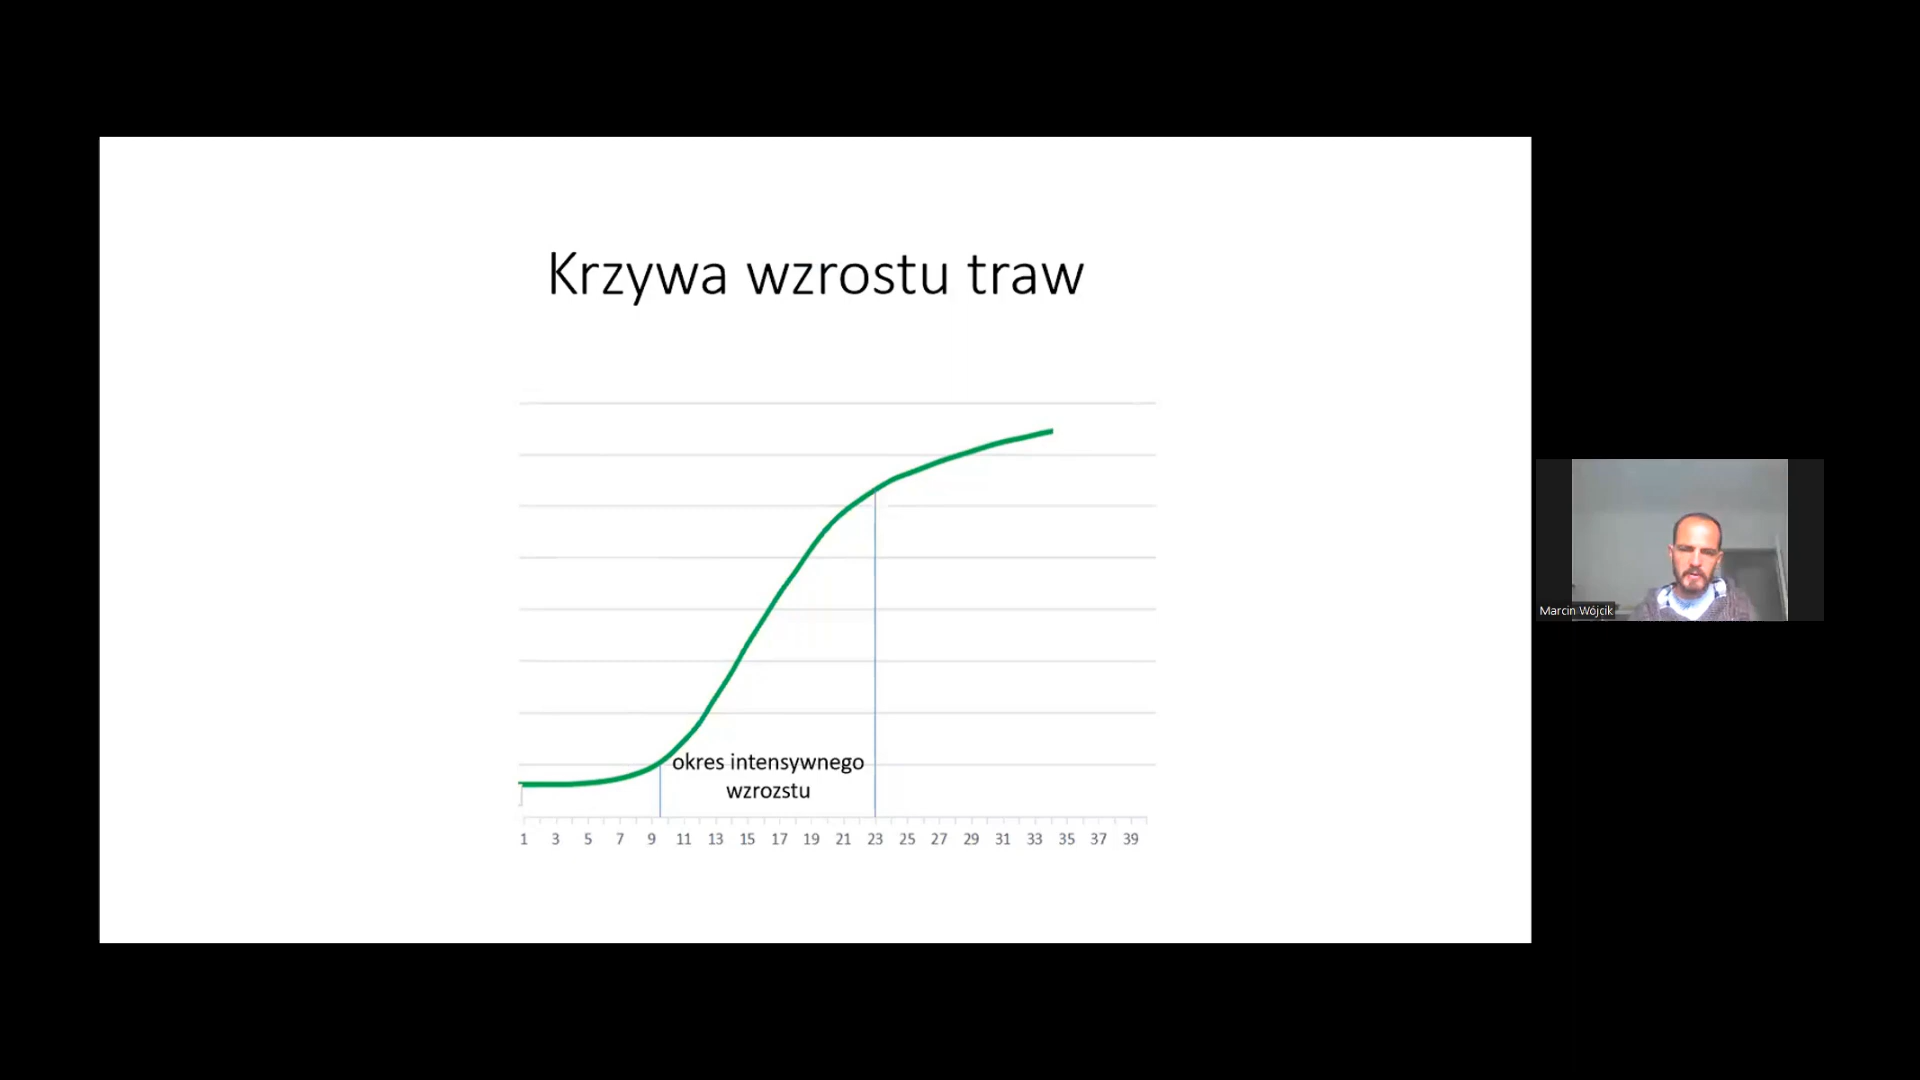 Krzywa wzrostu traw
okres intensywnego
wzrozstu
1 3 5 7 9 11 13 15 17 19 21 23 25 27 29 31 33 35 37 39
Marcin Wójcik